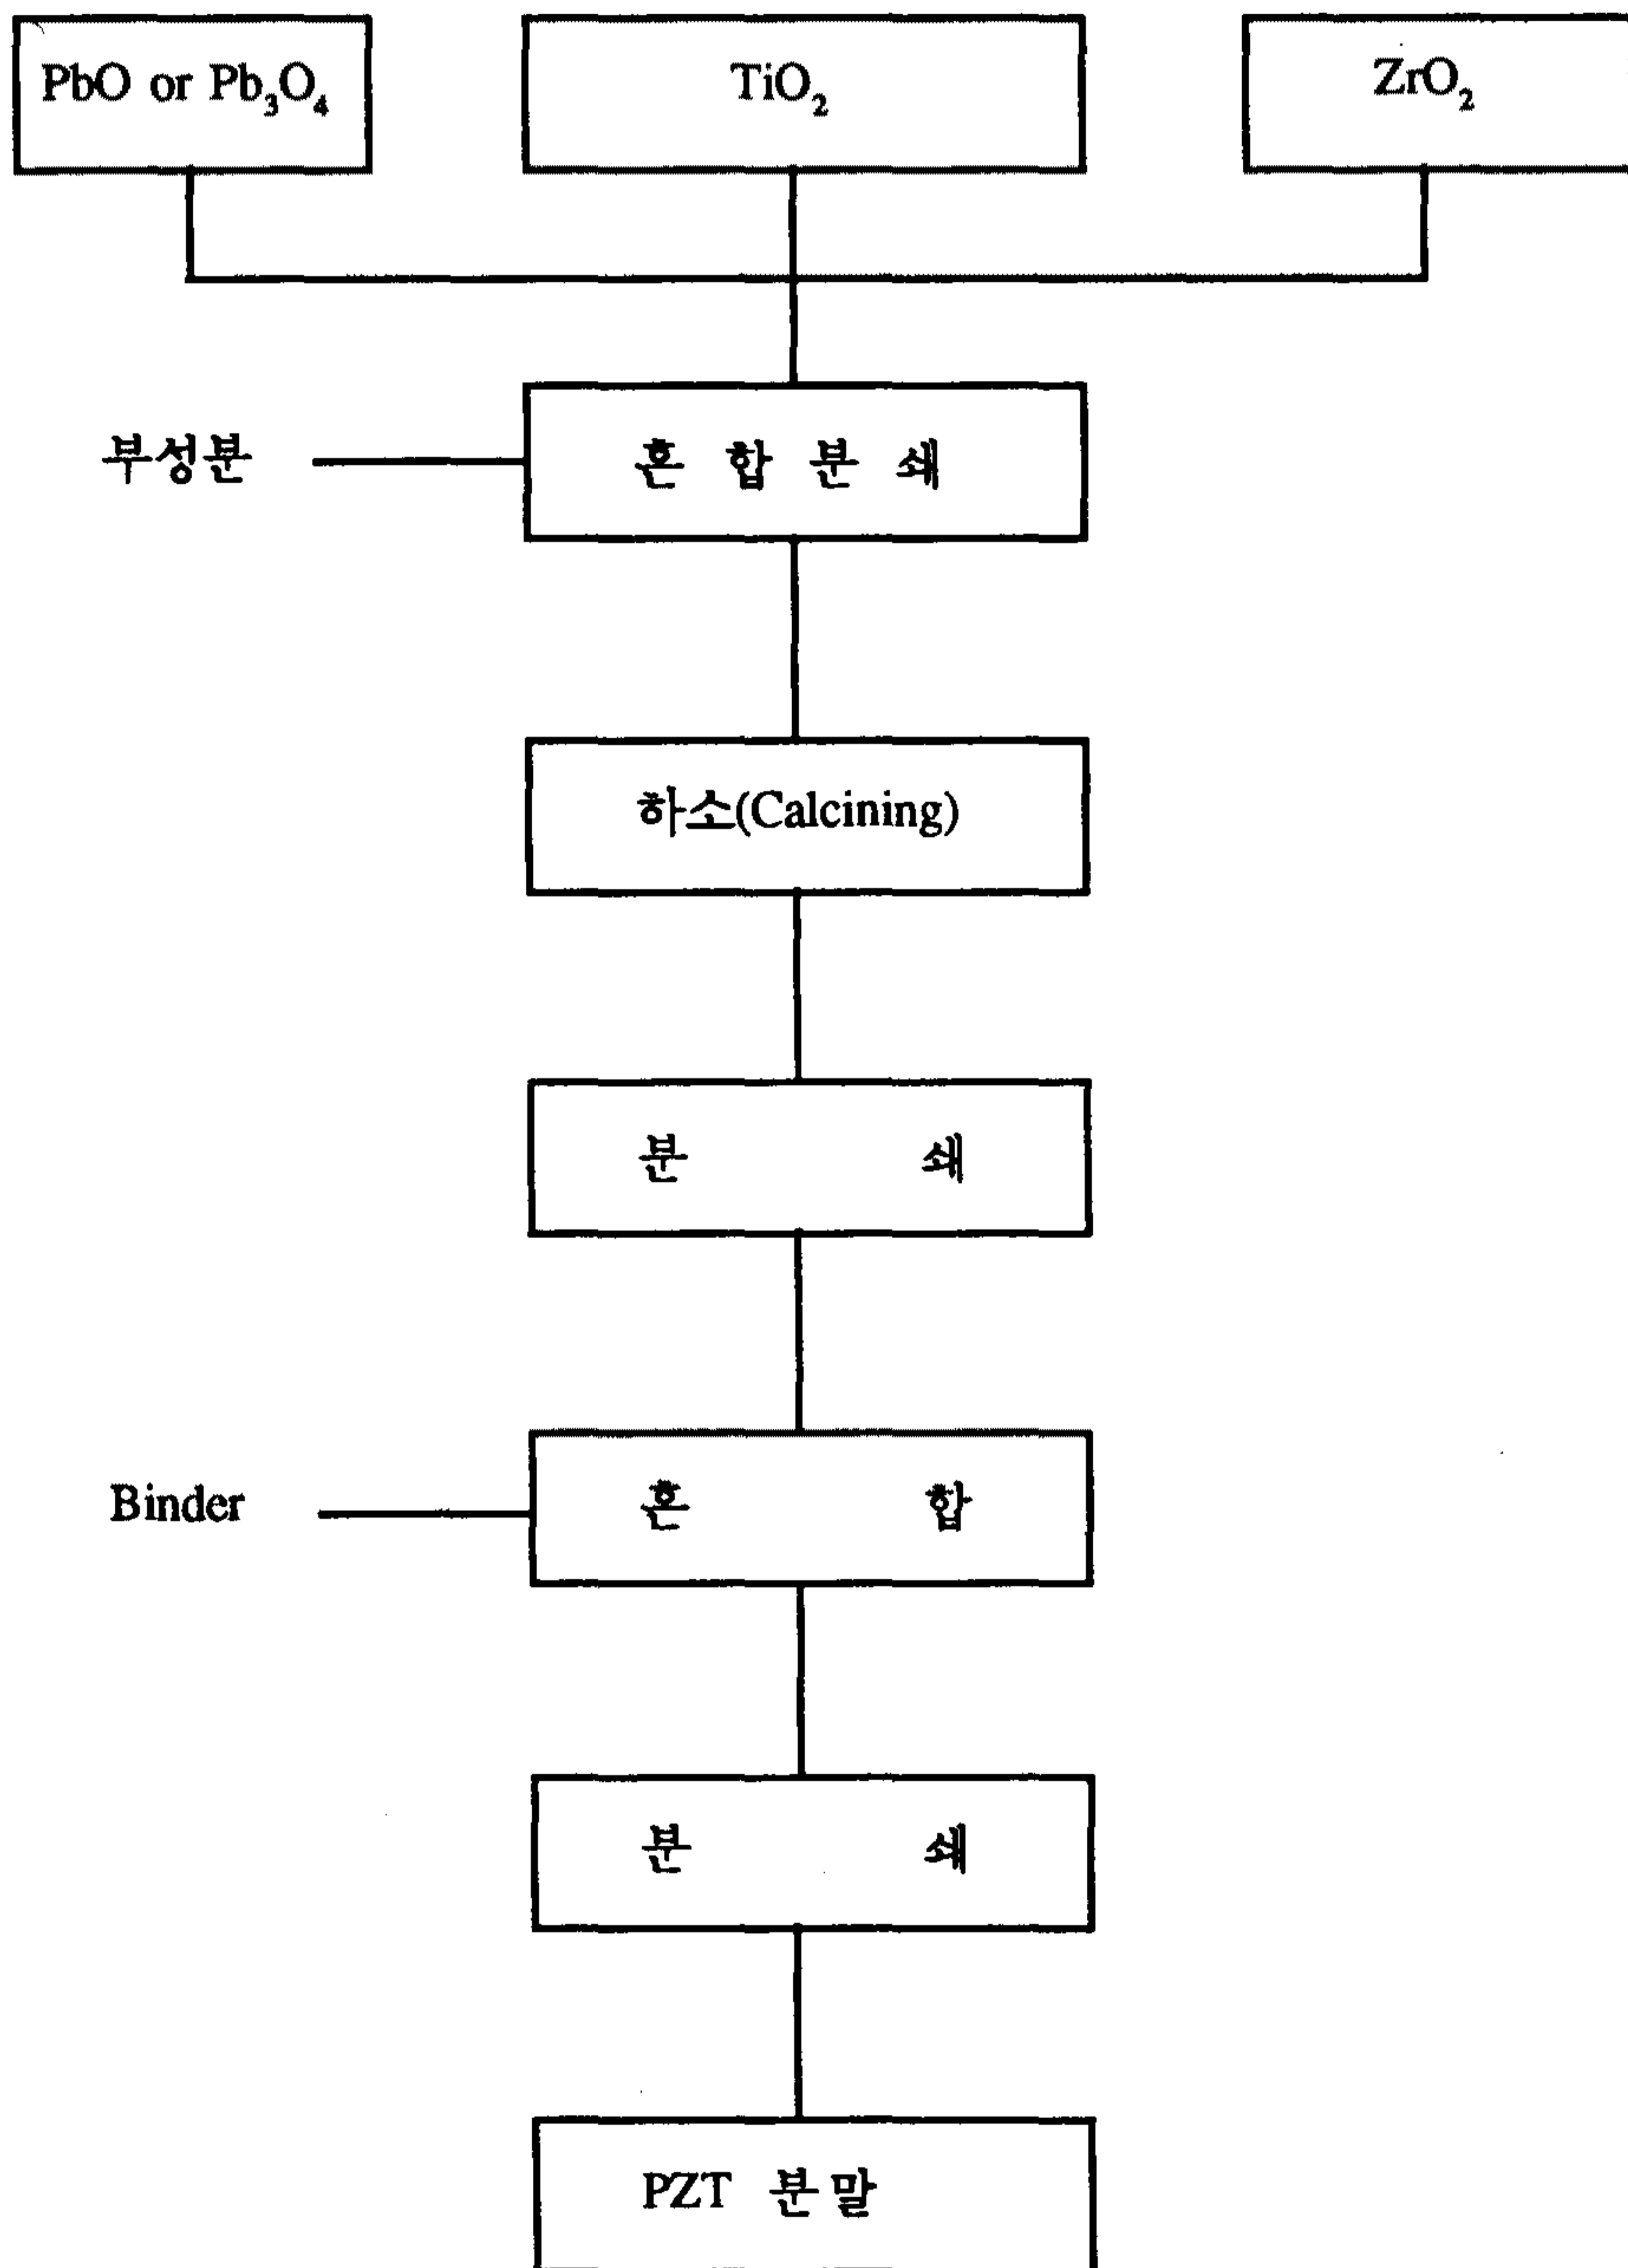 PbO or Pb₃O₄
TiO₂
ZrO₂
부성분
혼 합 분 쇄
하소(Calcining)
분 쇄
Binder
혼 합
분 쇄
PZT 분말